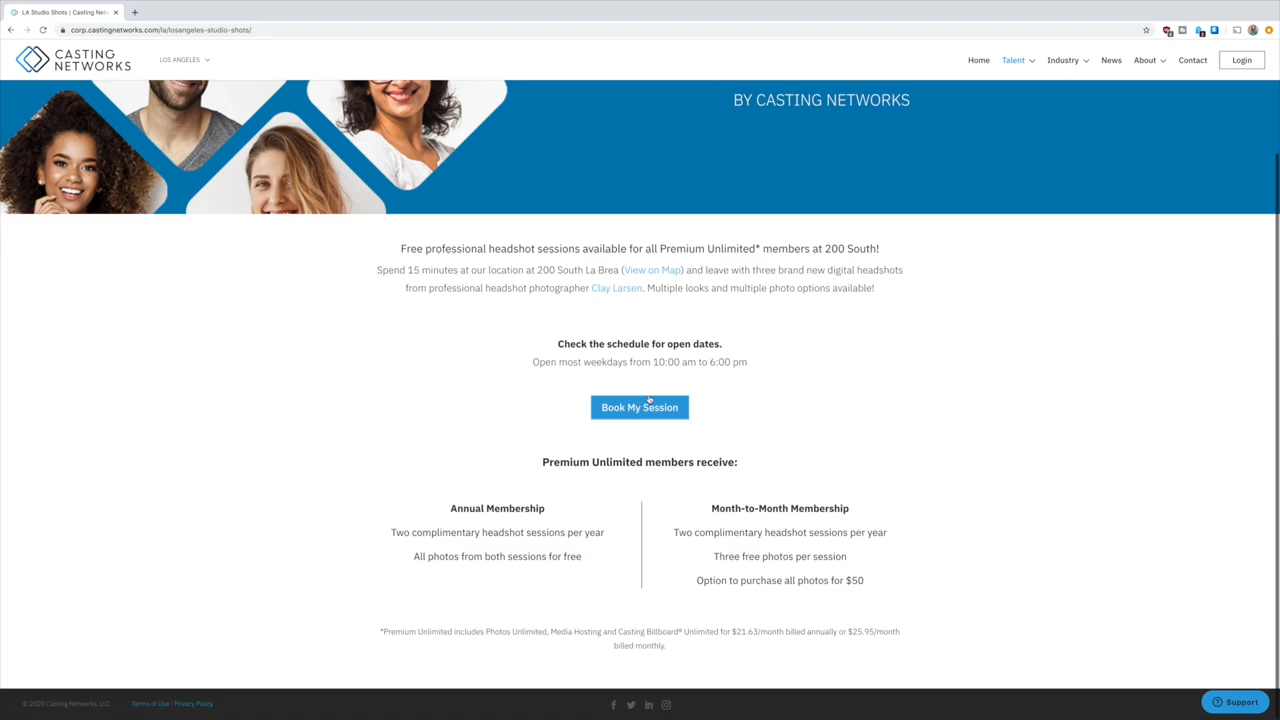 LA Studio Shots | Casting Netw
corp.castingnetworks.com/la/losangeles-studio-shots/
CASTING
NETWORKS
LOS ANGELES
Home Talent Industry News About Contact Login
BY CASTING NETWORKS
Free professional headshot sessions available for all Premium Unlimited* members at 200 South!
Spend 15 minutes at our location at 200 South La Brea (View on Map) and leave with three brand new digital headshots
from professional headshot photographer Clay Larsen. Multiple looks and multiple photo options available!
Check the schedule for open dates.
Open most weekdays from 10:00 am to 6:00 pm
Book My Session
Premium Unlimited members receive:
Annual Membership
Two complimentary headshot sessions per year
All photos from both sessions for free
Month-to-Month Membership
Two complimentary headshot sessions per year
Three free photos per session
Option to purchase all photos for $50
*Premium Unlimited includes Photos Unlimited, Media Hosting and Casting Billboard® Unlimited for $21.63/month billed annually or $25.95/month
billed monthly.
© 2020 Casting Networks, LLC Terms of Use | Privacy Policy
Support